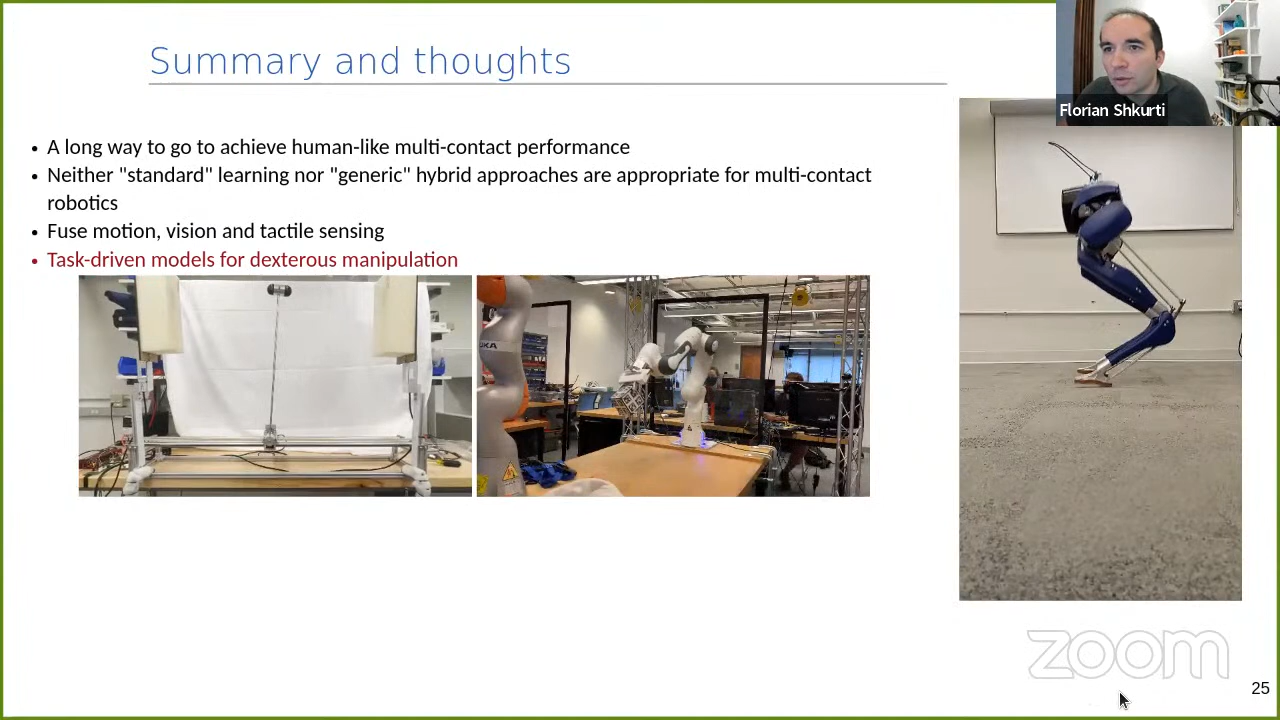 Summary and thoughts
Florian Shkurti
• A long way to go to achieve human-like multi-contact performance
• Neither "standard" learning nor "generic" hybrid approaches are appropriate for multi-contact
robotics
• Fuse motion, vision and tactile sensing
• Task-driven models for dexterous manipulation
UKA
zoom
25